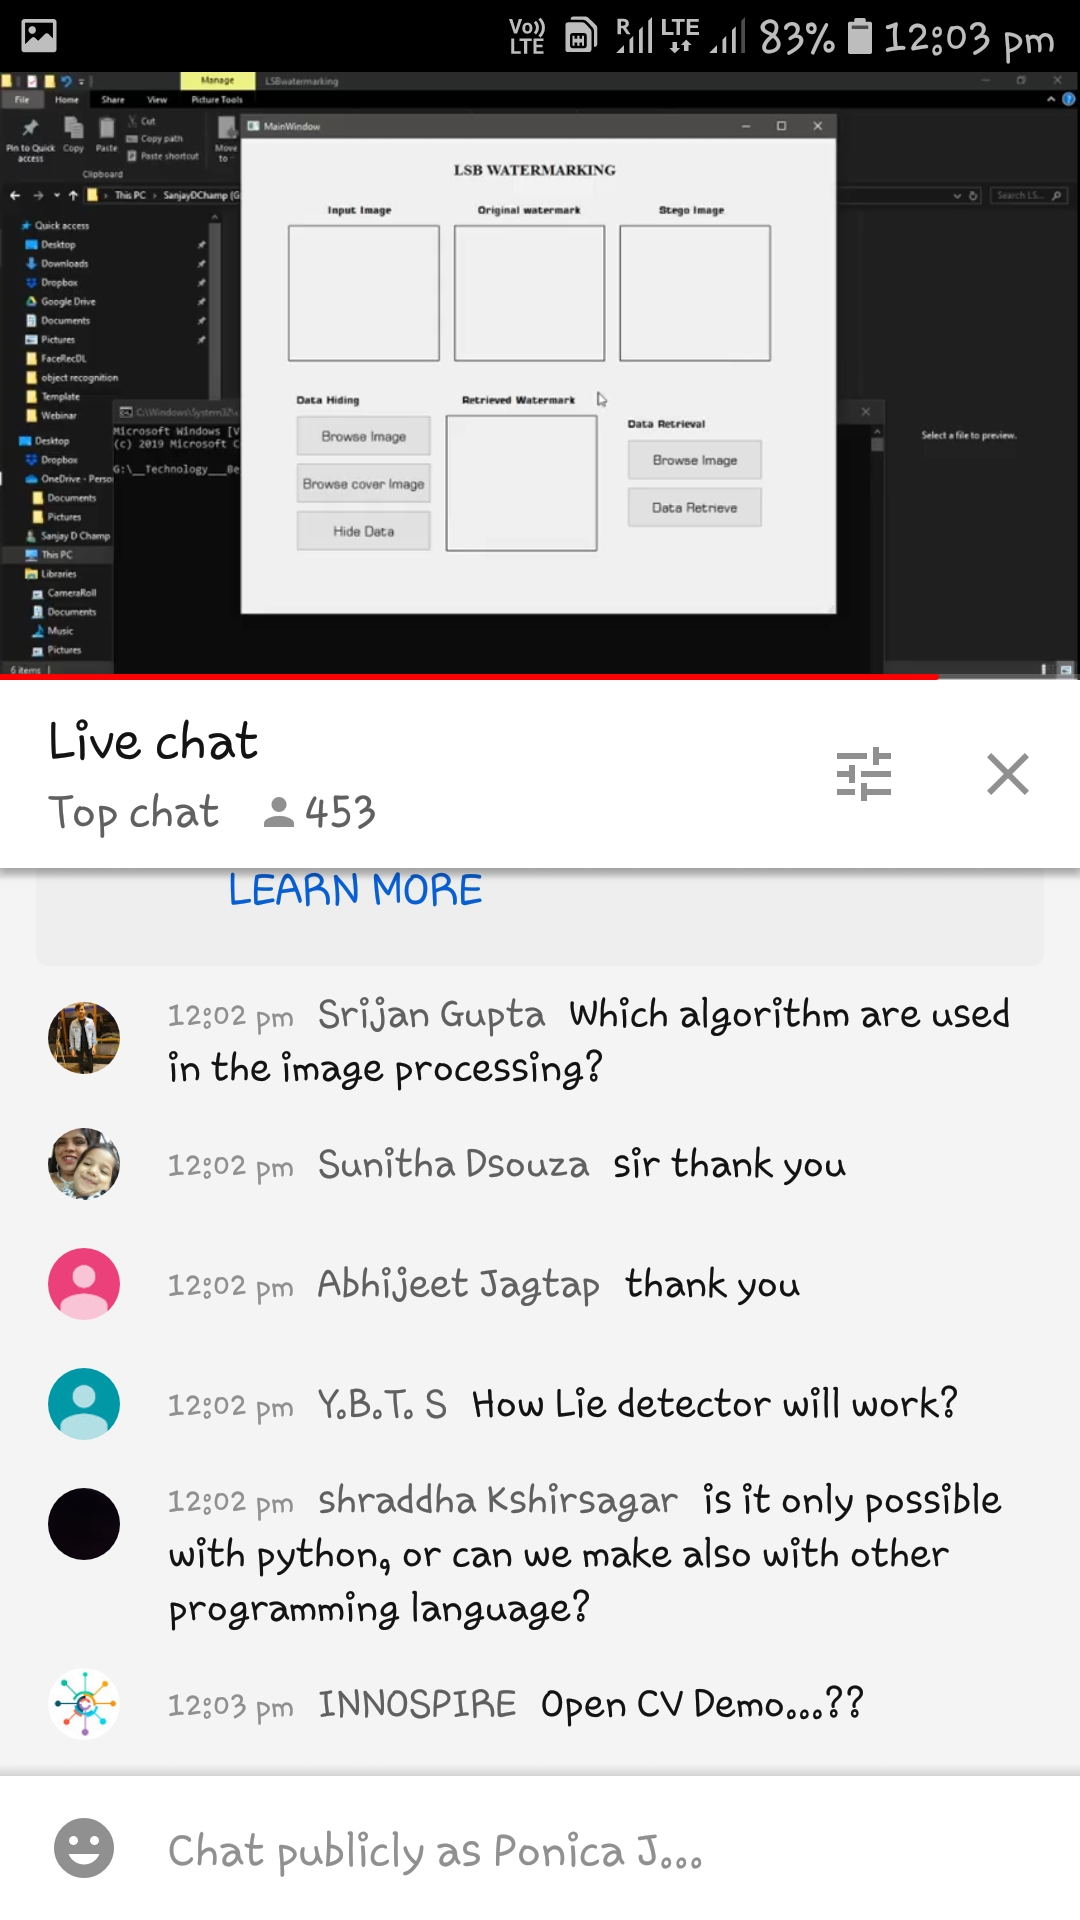 Vo)) LTE R LTE 83% 12:03 pm
Manage LSBwatermarking
File Home Share View Picture Tools
Pin to Quick access
Copy
Paste
Cut
Copy path
Paste shortcut
Move to
Clipboard
This PC SanjayDChamp (G:
Search LS...
Quick access
Desktop
Downloads
Dropbox
Google Drive
Documents
Pictures
FaceRecDL
object recognition
Template
Webinar
Desktop
Dropbox
OneDrive - Perso
Documents
Pictures
Sanjay D Champ
This PC
Libraries
CameraRoll
Documents
Music
Pictures
6 items
C:\Windows\System32\c
Microsoft Windows [V
(c) 2019 Microsoft C
G:\__Technology___Be
MainWindow
LSB WATERMARKING
Input Image Original watermark Stego Image
Data Hiding
Browse Image
Browse cover Image
Hide Data
Retrieved Watermark
Data Retrieval
Browse Image
Data Retrieve
Select a file to preview.
Live chat
Top chat 453
LEARN MORE
12:02 pm Srijan Gupta Which algorithm are used
in the image processing?
12:02 pm Sunitha Dsouza sir thank you
12:02 pm Abhijeet Jagtap thank you
12:02 pm Y.B.T. S How Lie detector will work?
12:02 pm shraddha Kshirsagar is it only possible
with python, or can we make also with other
programming language?
12:03 pm INNOSPIRE Open CV Demo...??
Chat publicly as Ponica J...